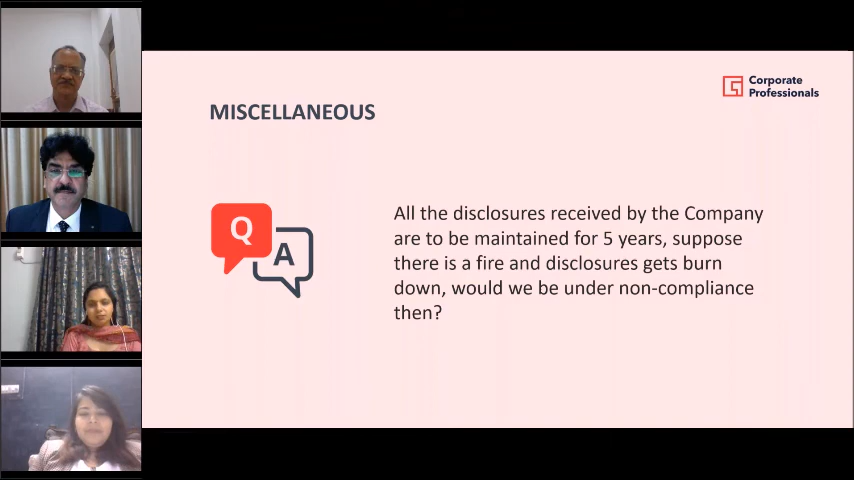 Corporate
Professionals
MISCELLANEOUS
Q
A
All the disclosures received by the Company
are to be maintained for 5 years, suppose
there is a fire and disclosures gets burn
down, would we be under non-compliance
then?